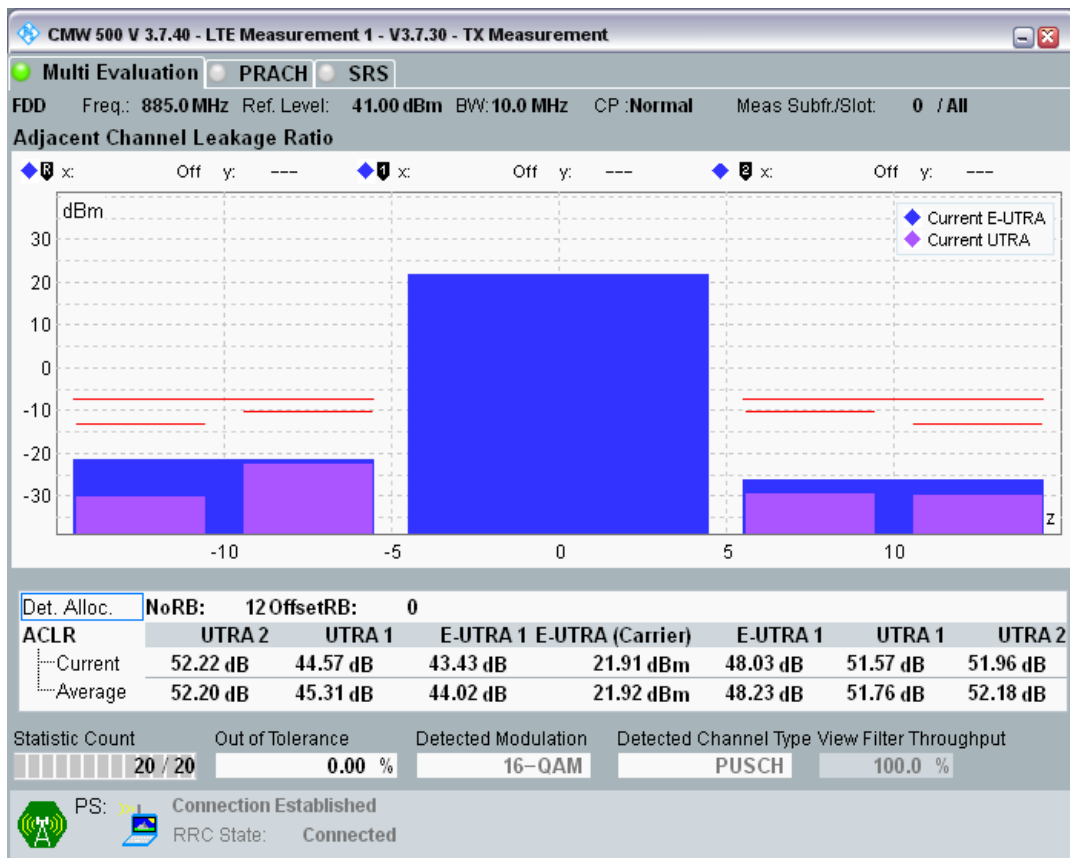 CMW 500 V 3.7.40 - LTE Measurement 1 - V3.7.30 - TX Measurement
Multi Evaluation PRACH SRS
FDD Freq.: 885.0 MHz Ref. Level: 41.00 dBm BW: 10.0 MHz CP :Normal Meas Subfr./Slot: 0 / All
Adjacent Channel Leakage Ratio
R x: Off y: --- 1 x: Off y: --- 2 x: Off y: ---
dBm
Current E-UTRA
Current UTRA
30
20
10
0
-10
-20
-30
z
-10 -5 0 5 10
Det. Alloc. NoRB: 12 OffsetRB: 0
ACLR UTRA 2 UTRA 1 E-UTRA 1 E-UTRA (Carrier) E-UTRA 1 UTRA 1 UTRA 2
Current 52.22 dB 44.57 dB 43.43 dB 21.91 dBm 48.03 dB 51.57 dB 51.96 dB
Average 52.20 dB 45.31 dB 44.02 dB 21.92 dBm 48.23 dB 51.76 dB 52.18 dB
Statistic Count Out of Tolerance Detected Modulation Detected Channel Type View Filter Throughput
20 / 20 0.00 % 16-QAM PUSCH 100.0 %
PS: Connection Established
RRC State: Connected